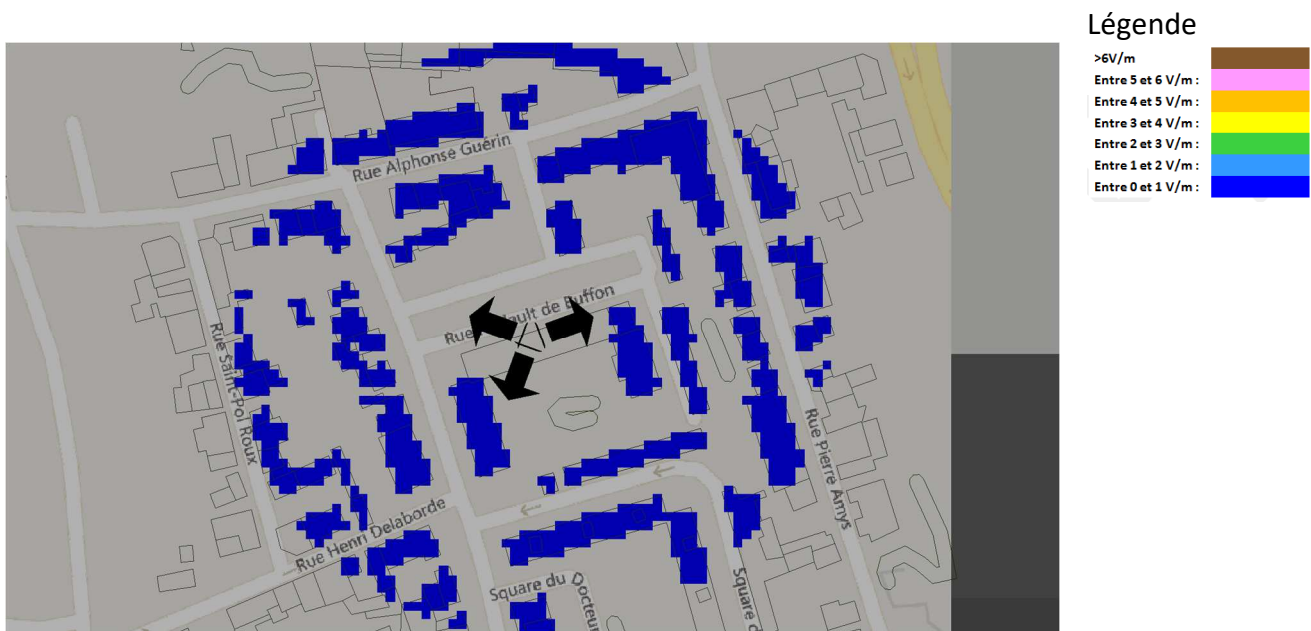 Légende
>6V/m
Entre 5 et 6 V/m :
Entre 4 et 5 V/m :
Entre 3 et 4 V/m :
Entre 2 et 3 V/m :
Entre 1 et 2 V/m :
Entre 0 et 1 V/m :
Rue Alphonse Guérin
Rue ault de Buffon
Rue Saint-Pol Roux
Rue Pierre Amys
Rue Henri Delaborde
Square du Docteur
Square d